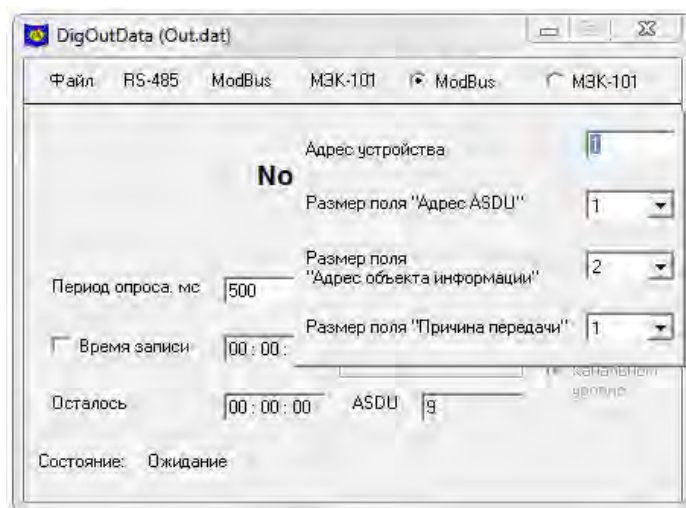 DigOutData (Out.dat)
Файл RS-485 ModBus МЭК-101 ModBus МЭК-101
Адрес устройства 1
No
Размер поля "Адрес ASDU" 1
Размер поля
"Адрес объекта информации" 2
Период опроса, мс 500
Размер поля "Причина передачи" 1
Время записи 00 : 00 :
канальном
уровне
Осталось 00 : 00 : 00 ASDU 9
Состояние: Ожидание